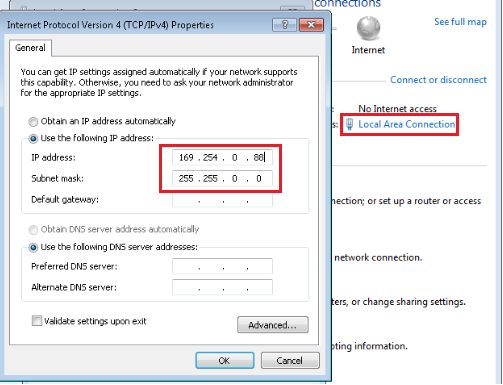 Internet Protocol Version 4 (TCP/IPv4) Properties
General
You can get IP settings assigned automatically if your network supports
this capability. Otherwise, you need to ask your network administrator
for the appropriate IP settings.
Obtain an IP address automatically
Use the following IP address:
IP address: 169 . 254 . 0 . 88
Subnet mask: 255 . 255 . 0 . 0
Default gateway: . . .
Obtain DNS server address automatically
Use the following DNS server addresses:
Preferred DNS server: . . .
Alternate DNS server: . . .
Validate settings upon exit
Advanced...
OK Cancel
connections
See full map
Internet
Connect or disconnect
No Internet access
Local Area Connection
nection; or set up a router or access
network connection.
ters, or change sharing settings.
oting information.